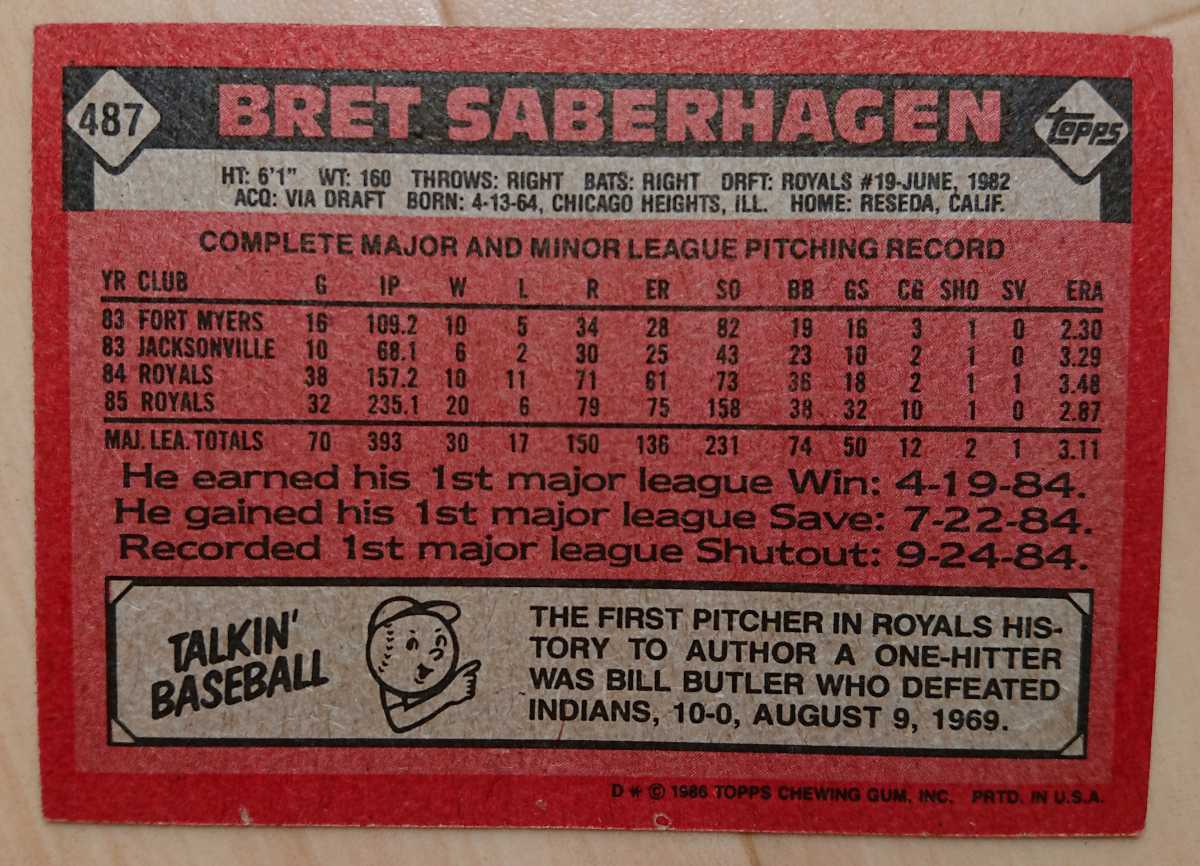 487
BRET SABERHAGEN
topps
HT: 6'1" WT: 160 THROWS: RIGHT BATS: RIGHT DRFT: ROYALS #19-JUNE, 1982
ACQ: VIA DRAFT BORN: 4-13-64, CHICAGO HEIGHTS, ILL. HOME: RESEDA, CALIF.
COMPLETE MAJOR AND MINOR LEAGUE PITCHING RECORD
YR CLUB G IP W L R ER SO BB GS CG SHO SV ERA
83 FORT MYERS 16 109.2 10 5 34 28 82 19 16 3 1 0 2.30
83 JACKSONVILLE 10 68.1 6 2 30 25 43 23 10 2 1 0 3.29
84 ROYALS 38 157.2 10 11 71 61 73 36 18 2 1 1 3.48
85 ROYALS 32 235.1 20 6 79 75 158 38 32 10 1 0 2.87
MAJ. LEA. TOTALS 70 393 30 17 150 136 231 74 50 12 2 1 3.11
He earned his 1st major league Win: 4-19-84.
He gained his 1st major league Save: 7-22-84.
Recorded 1st major league Shutout: 9-24-84.
TALKIN'
BASEBALL
THE FIRST PITCHER IN ROYALS HIS-
TORY TO AUTHOR A ONE-HITTER
WAS BILL BUTLER WHO DEFEATED
INDIANS, 10-0, AUGUST 9, 1969.
D * © 1986 TOPPS CHEWING GUM, INC. PRTD. IN U.S.A.